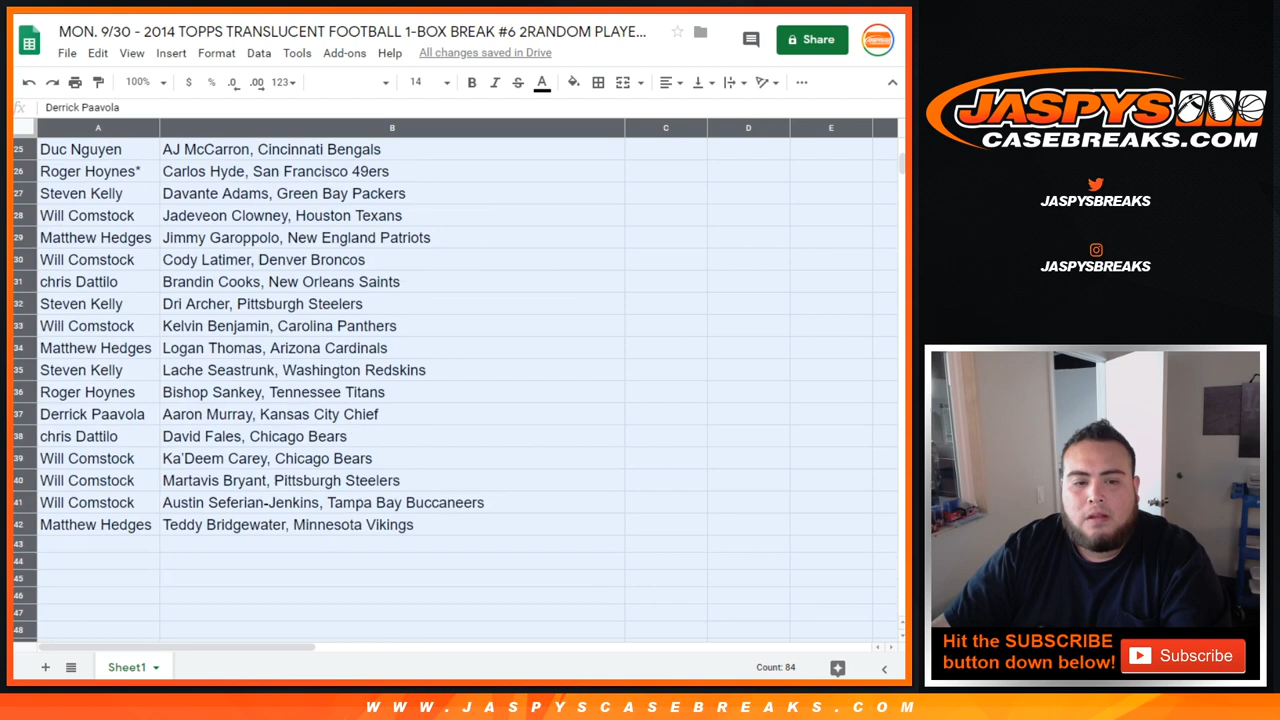 MON. 9/30 - 2014 TOPPS TRANSLUCENT FOOTBALL 1-BOX BREAK #6 2RANDOM PLAYE...
File Edit View Insert Format Data Tools Add-ons Help All changes saved in Drive
Share
100% $ % .0 .00 123 14 B I S A
fx Derrick Paavola
A B C D E
25 Duc Nguyen AJ McCarron, Cincinnati Bengals
26 Roger Hoynes* Carlos Hyde, San Francisco 49ers
27 Steven Kelly Davante Adams, Green Bay Packers
28 Will Comstock Jadeveon Clowney, Houston Texans
29 Matthew Hedges Jimmy Garoppolo, New England Patriots
30 Will Comstock Cody Latimer, Denver Broncos
31 chris Dattilo Brandin Cooks, New Orleans Saints
32 Steven Kelly Dri Archer, Pittsburgh Steelers
33 Will Comstock Kelvin Benjamin, Carolina Panthers
34 Matthew Hedges Logan Thomas, Arizona Cardinals
35 Steven Kelly Lache Seastrunk, Washington Redskins
36 Roger Hoynes Bishop Sankey, Tennessee Titans
37 Derrick Paavola Aaron Murray, Kansas City Chief
38 chris Dattilo David Fales, Chicago Bears
39 Will Comstock Ka'Deem Carey, Chicago Bears
40 Will Comstock Martavis Bryant, Pittsburgh Steelers
41 Will Comstock Austin Seferian-Jenkins, Tampa Bay Buccaneers
42 Matthew Hedges Teddy Bridgewater, Minnesota Vikings
43
44
45
46
47
48
Sheet1
Count: 84
JASPYS
CASEBREAKS.COM
JASPYSBREAKS
JASPYSBREAKS
Hit the SUBSCRIBE
button down below!
Subscribe
WWW.JASPYSCASEBREAKS.COM